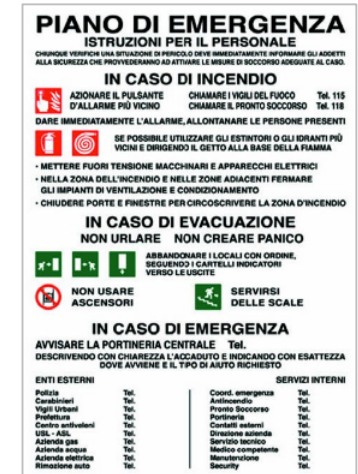 PIANO DI EMERGENZA
ISTRUZIONI PER IL PERSONALE
CHIUNQUE VERIFICHI UNA SITUAZIONE DI PERICOLO DEVE IMMEDIATAMENTE INFORMARE GLI ADDETTI
ALLA SICUREZZA CHE PROVVEDERANNO AD ATTIVARE LE MISURE DI SOCCORSO ADEGUATE AL CASO.
IN CASO DI INCENDIO
AZIONARE IL PULSANTE
D'ALLARME PIÙ VICINO
CHIAMARE I VIGILI DEL FUOCO Tel. 115
CHIAMARE IL PRONTO SOCCORSO Tel. 118
DARE IMMEDIATAMENTE L'ALLARME, ALLONTANARE LE PERSONE PRESENTI
SE POSSIBILE UTILIZZARE GLI ESTINTORI O GLI IDRANTI PIÙ
VICINI E DIRIGENDO IL GETTO ALLA BASE DELLA FIAMMA
• METTERE FUORI TENSIONE MACCHINARI E APPARECCHI ELETTRICI
• NELLA ZONA DELL'INCENDIO E NELLE ZONE ADIACENTI FERMARE
GLI IMPIANTI DI VENTILAZIONE E CONDIZIONAMENTO
• CHIUDERE PORTE E FINESTRE PER CIRCOSCRIVERE LA ZONA D'INCENDIO
IN CASO DI EVACUAZIONE
NON URLARE NON CREARE PANICO
ABBANDONARE I LOCALI CON ORDINE,
SEGUENDO I CARTELLI INDICATORI
VERSO LE USCITE
NON USARE
ASCENSORI
SERVIRSI
DELLE SCALE
IN CASO DI EMERGENZA
AVVISARE LA PORTINERIA CENTRALE Tel.
DESCRIVENDO CON CHIAREZZA L'ACCADUTO E INDICANDO CON ESATTEZZA
DOVE AVVIENE E IL TIPO DI AIUTO RICHIESTO
ENTI ESTERNI
Polizia Tel.
Carabinieri Tel.
Vigili Urbani Tel.
Prefettura Tel.
Centro antiveleni Tel.
USL - ASL Tel.
Azienda gas Tel.
Azienda acqua Tel.
Azienda elettrica Tel.
Rimozione auto Tel.
SERVIZI INTERNI
Coord. emergenza Tel.
Antincendio Tel.
Pronto Soccorso Tel.
Portineria Tel.
Contatti esterni Tel.
Direzione azienda Tel.
Servizio tecnico Tel.
Medico competente Tel.
Manutenzione Tel.
Security Tel.